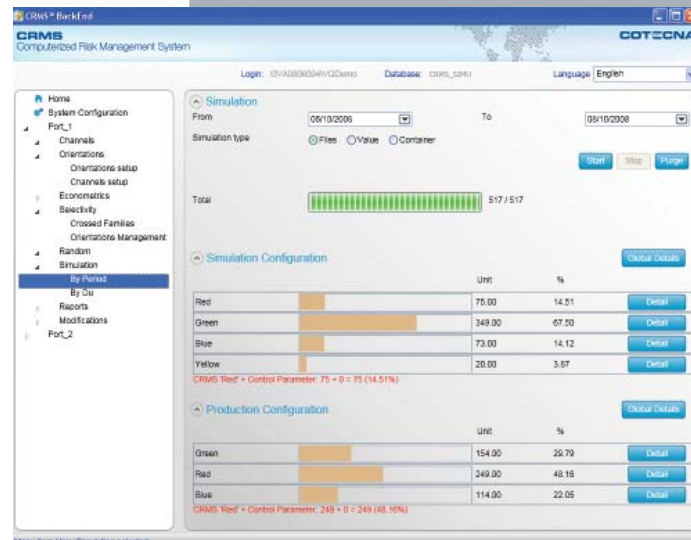 CRMS * BackEnd
CRMS
Computerized Risk Management System
COTECNA
Login: Database: Language English
Home
System Configuration
Port_1
Channels
Orientations
Orientations setup
Channels setup
Econometrics
Selectivity
Crossed Families
Orientations Management
Random
Simulation
By Period
By Du
Reports
Modifications
Port_2
Simulation
From 06/10/2006 To
Simulation type Files Value Container
Start Stop Purge
Total 517 / 517
Simulation Configuration Global Details
Unit %
Red 75.00 14.51 Detail
Green 349.00 67.50 Detail
Blue 73.00 14.12 Detail
Yellow 20.00 3.87 Detail
CRMS 'Red' + Control Parameter: 75 + 0 = 75 (14.51%)
Production Configuration Global Details
Unit %
Green 154.00 29.79 Detail
Red 249.00 48.16 Detail
Blue 114.00 22.05 Detail
CRMS 'Red' + Control Parameter: 249 + 0 = 249 (48.16%)